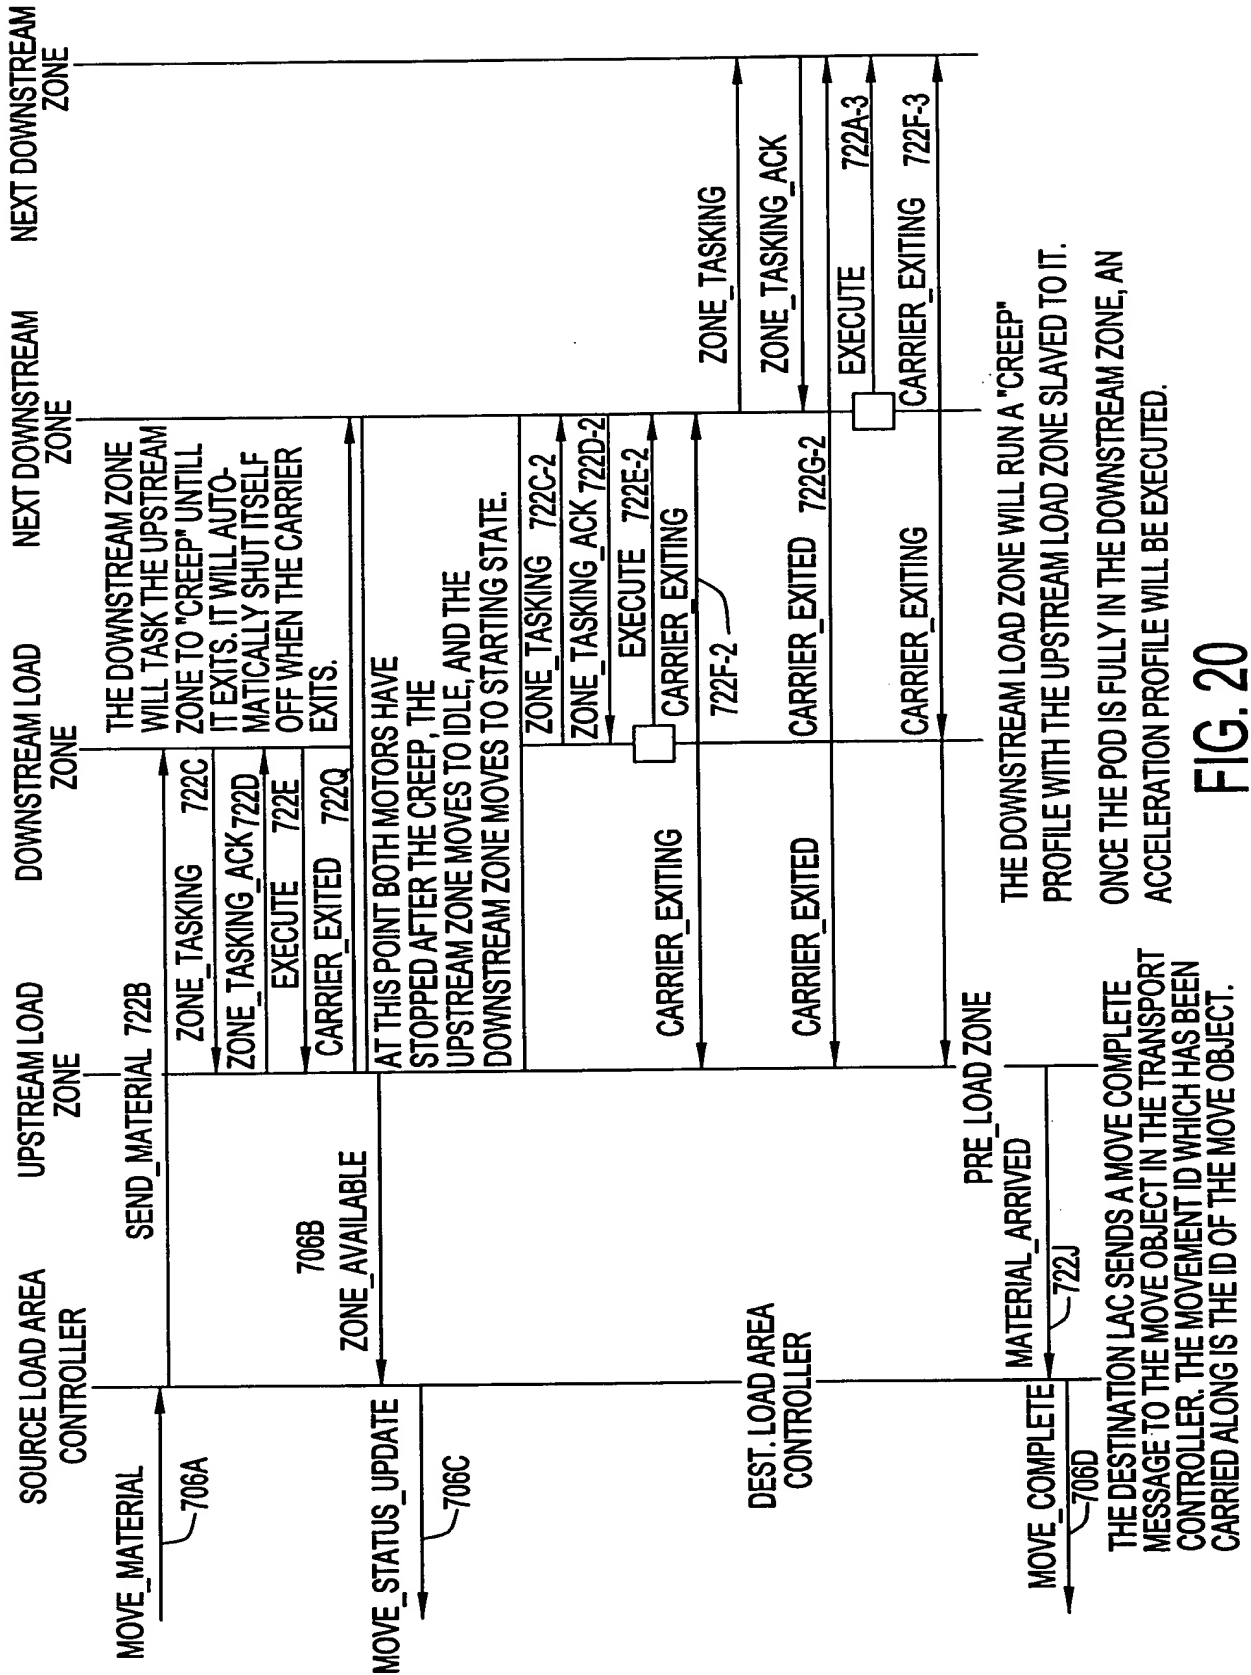 SOURCE LOAD AREA
CONTROLLER
UPSTREAM LOAD
ZONE
DOWNSTREAM LOAD
ZONE
NEXT DOWNSTREAM
ZONE
NEXT DOWNSTREAM
ZONE
MOVE_MATERIAL
706A
SEND_MATERIAL 722B
ZONE_TASKING 722C
ZONE_TASKING_ACK 722D
EXECUTE 722E
CARRIER_EXITED 722Q
THE DOWNSTREAM ZONE
WILL TASK THE UPSTREAM
ZONE TO "CREEP" UNTILL
IT EXITS. IT WILL AUTO-
MATICALLY SHUT ITSELF
OFF WHEN THE CARRIER
EXITS.
706B
ZONE_AVAILABLE
MOVE_STATUS_UPDATE
706C
AT THIS POINT BOTH MOTORS HAVE
STOPPED AFTER THE CREEP, THE
UPSTREAM ZONE MOVES TO IDLE, AND THE
DOWNSTREAM ZONE MOVES TO STARTING STATE.
ZONE_TASKING 722C-2
ZONE_TASKING_ACK 722D-2
EXECUTE 722E-2
CARRIER_EXITING
CARRIER_EXITING
722F-2
ZONE_TASKING
ZONE_TASKING_ACK
CARRIER_EXITED
CARRIER_EXITED 722G-2
EXECUTE 722A-3
CARRIER_EXITING
CARRIER_EXITING 722F-3
DEST. LOAD AREA
CONTROLLER
PRE_LOAD ZONE
MATERIAL_ARRIVED
722J
MOVE_COMPLETE
706D
THE DESTINATION LAC SENDS A MOVE COMPLETE
MESSAGE TO THE MOVE OBJECT IN THE TRANSPORT
CONTROLLER. THE MOVEMENT ID WHICH HAS BEEN
CARRIED ALONG IS THE ID OF THE MOVE OBJECT.
THE DOWNSTREAM LOAD ZONE WILL RUN A "CREEP"
PROFILE WITH THE UPSTREAM LOAD ZONE SLAVED TO IT.
ONCE THE POD IS FULLY IN THE DOWNSTREAM ZONE, AN
ACCELERATION PROFILE WILL BE EXECUTED.
FIG. 20